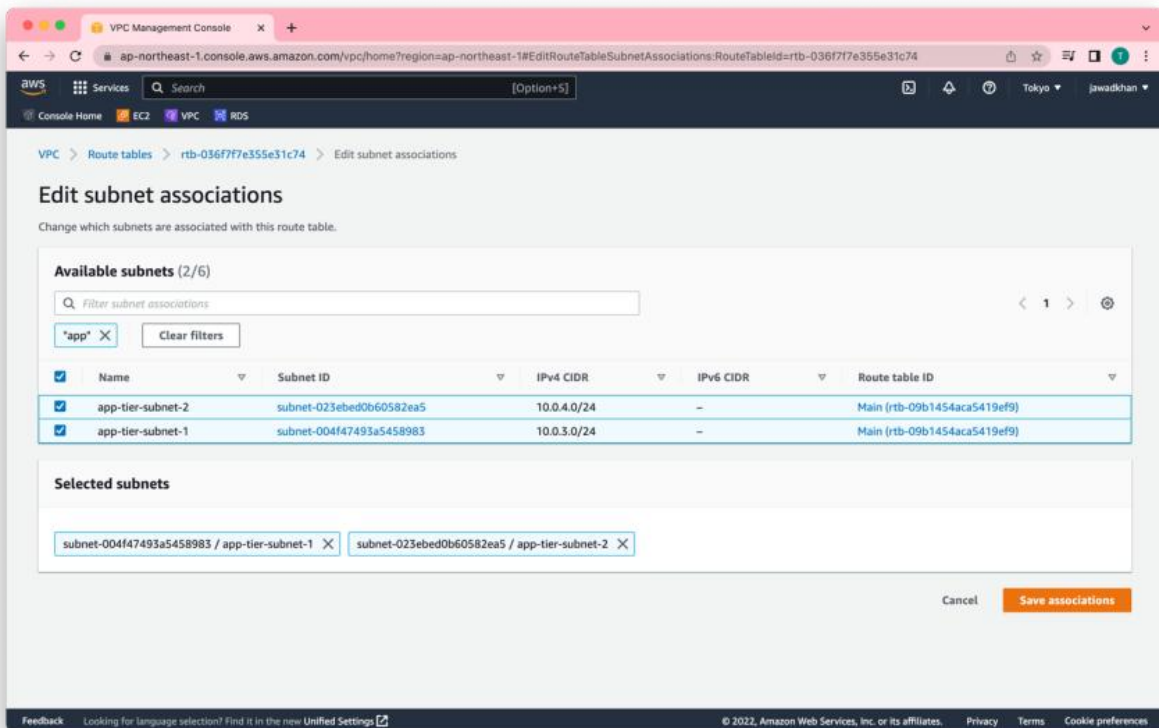 VPC Management Console
ap-northeast-1.console.aws.amazon.com/vpc/home?region=ap-northeast-1#EditRouteTableSubnetAssociations:RouteTableId=rtb-036f7f7e355e31c74
T
aws Services Search [Option+S] Tokyo jawadkhan
Console Home EC2 VPC RDS
VPC > Route tables > rtb-036f7f7e355e31c74 > Edit subnet associations
Edit subnet associations
Change which subnets are associated with this route table.
Available subnets (2/6)
Filter subnet associations
< 1 >
"app" X Clear filters
Name Subnet ID IPv4 CIDR IPv6 CIDR Route table ID
app-tier-subnet-2 subnet-023ebed0b60582ea5 10.0.4.0/24 – Main (rtb-09b1454aca5419ef9)
app-tier-subnet-1 subnet-004f47493a5458983 10.0.3.0/24 – Main (rtb-09b1454aca5419ef9)
Selected subnets
subnet-004f47493a5458983 / app-tier-subnet-1 X subnet-023ebed0b60582ea5 / app-tier-subnet-2 X
Cancel Save associations
Feedback Looking for language selection? Find it in the new Unified Settings © 2022, Amazon Web Services, Inc. or its affiliates. Privacy Terms Cookie preferences